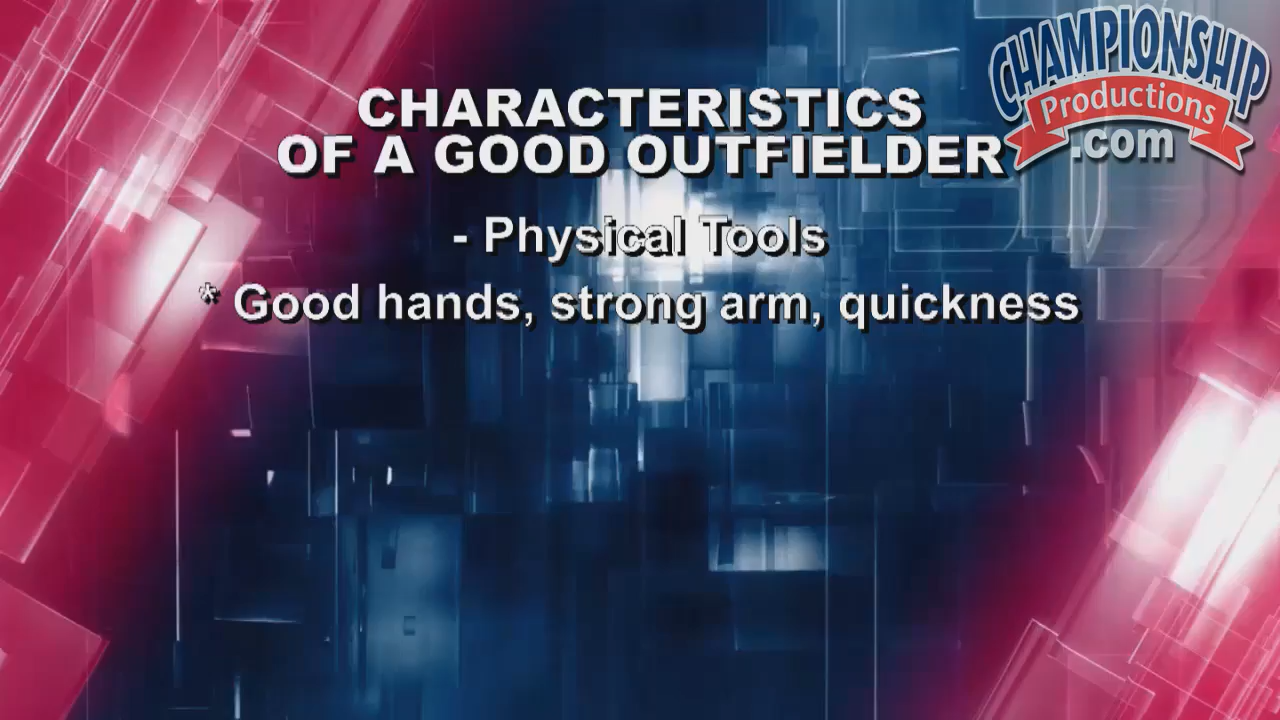 CHAMPIONSHIP
Productions
.com
CHARACTERISTICS
OF A GOOD OUTFIELDER
- Physical Tools
* Good hands, strong arm, quickness